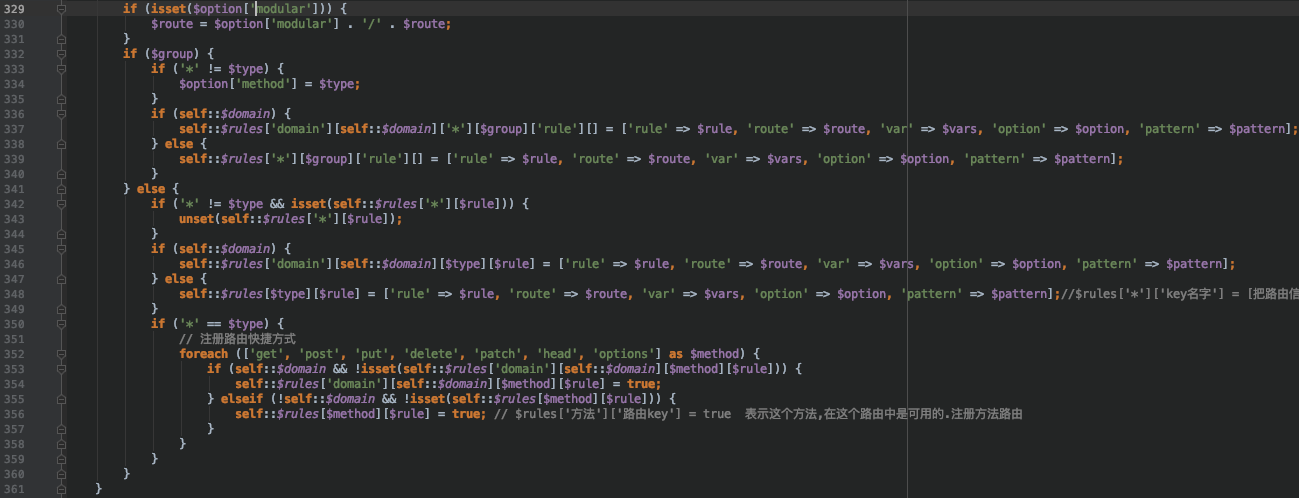 329 if (isset($option['modular'])) {
330 $route = $option['modular'] . '/' . $route;
331 }
332 if ($group) {
333 if ('*' != $type) {
334 $option['method'] = $type;
335 }
336 if (self::$domain) {
337 self::$rules['domain'][self::$domain]['*'][$group]['rule'][] = ['rule' => $rule, 'route' => $route, 'var' => $vars, 'option' => $option, 'pattern' => $pattern];
338 } else {
339 self::$rules['*'][$group]['rule'][] = ['rule' => $rule, 'route' => $route, 'var' => $vars, 'option' => $option, 'pattern' => $pattern];
340 }
341 } else {
342 if ('*' != $type && isset(self::$rules['*'][$rule])) {
343 unset(self::$rules['*'][$rule]);
344 }
345 if (self::$domain) {
346 self::$rules['domain'][self::$domain][$type][$rule] = ['rule' => $rule, 'route' => $route, 'var' => $vars, 'option' => $option, 'pattern' => $pattern];
347 } else {
348 self::$rules[$type][$rule] = ['rule' => $rule, 'route' => $route, 'var' => $vars, 'option' => $option, 'pattern' => $pattern];//$rules['*']['key名字'] = [把路由信
349 }
350 if ('*' == $type) {
351 // 注册路由快捷方式
352 foreach (['get', 'post', 'put', 'delete', 'patch', 'head', 'options'] as $method) {
353 if (self::$domain && !isset(self::$rules['domain'][self::$domain][$method][$rule])) {
354 self::$rules['domain'][self::$domain][$method][$rule] = true;
355 } elseif (!self::$domain && !isset(self::$rules[$method][$rule])) {
356 self::$rules[$method][$rule] = true; // $rules['方法']['路由key'] = true 表示这个方法,在这个路由中是可用的.注册方法路由
357 }
358 }
359 }
360 }
361 }